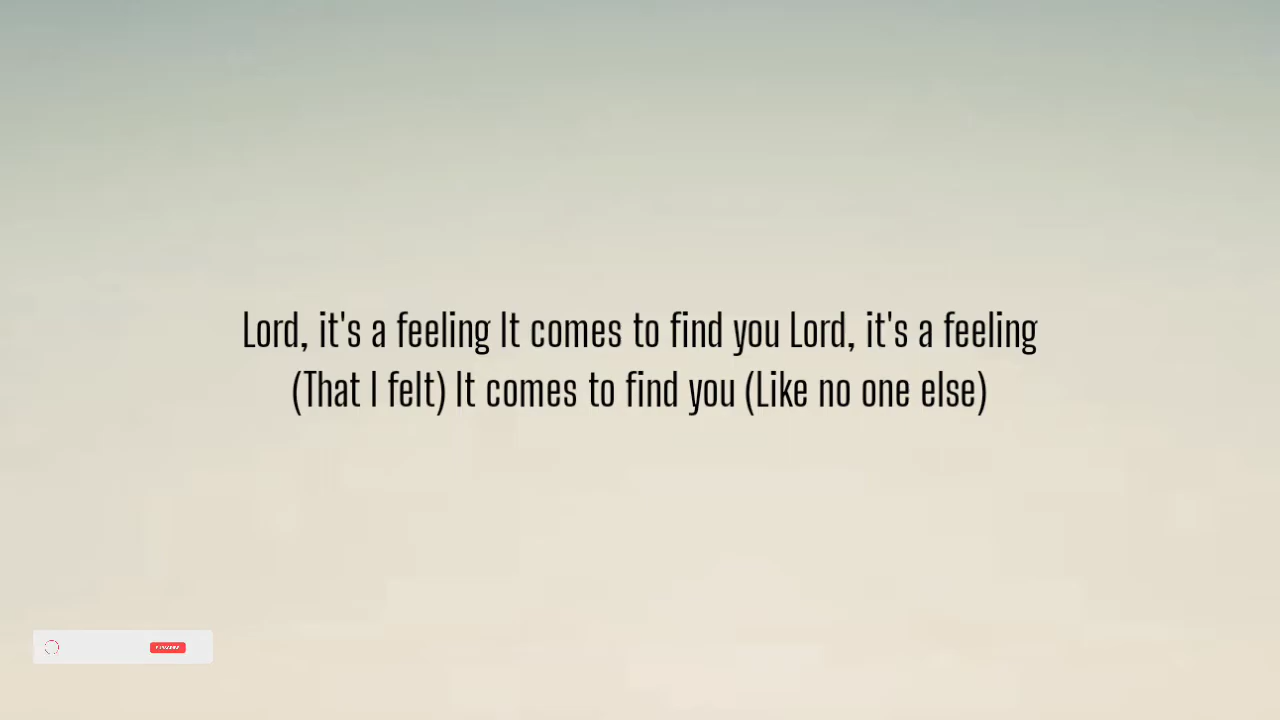 Lord, it's a feeling It comes to find you Lord, it's a feeling
(That I felt) It comes to find you (Like no one else)
SUBSCRIBE